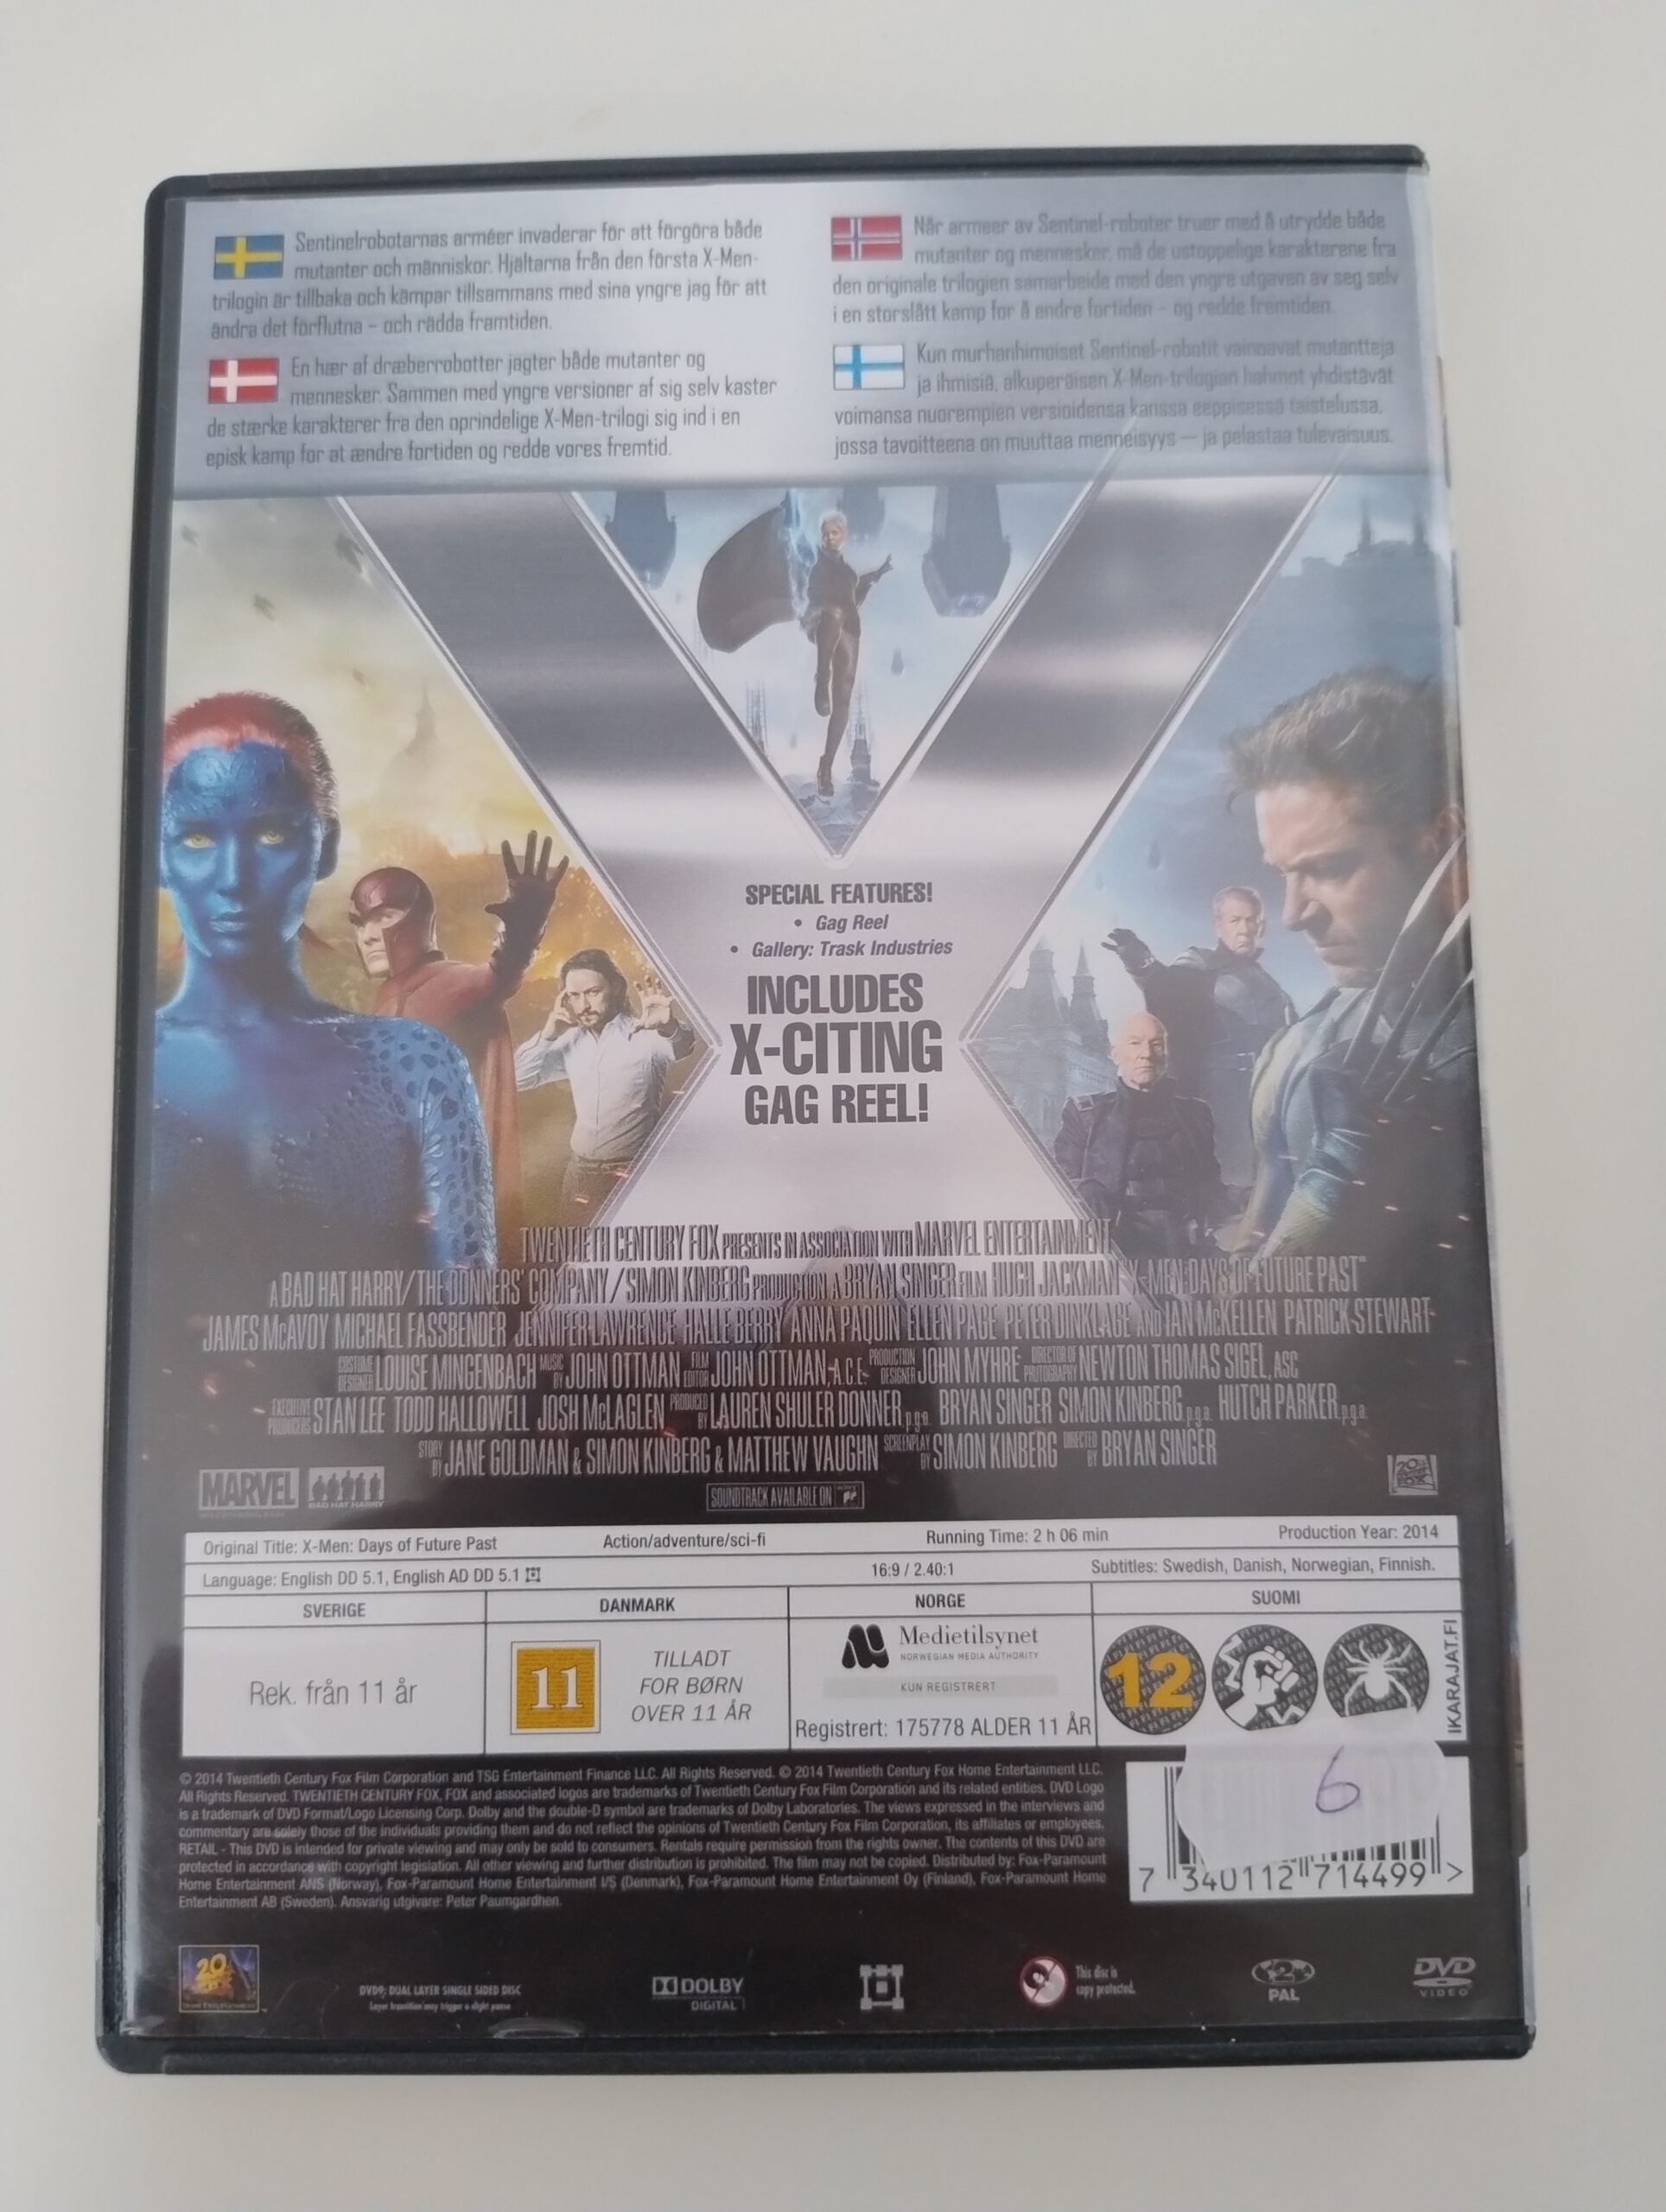 Sentinelrobotarnas arméer invaderar för att förgöra både
mutanter och människor. Hjältarna från den första X-Men-
trilogin är tillbaka och kämpar tillsammans med sina yngre jag för att
ändra det förflutna – och rädda framtiden.
En hær af dræberrobotter jagter både mutanter og
mennesker. Sammen med yngre versioner af sig selv kaster
de stærke karakterer fra den oprindelige X-Men-trilogi sig ind i en
episk kamp for at ændre fortiden og redde vores fremtid.
Når armeer av Sentinel-roboter truer med å utrydde både
mutanter og mennesker, må de ustoppelige karakterene fra
den originale trilogien samarbeide med den yngre utgaven av seg selv
i en storslått kamp for å endre fortiden – og redde fremtiden.
Kun murhanhimoiset Sentinel-robotit vainoavat mutantteja
ja ihmisiä, alkuperäisen X-Men-trilogian hahmot yhdistävät
voimansa nuorempien versioidensa kanssa eeppisessä taistelussa,
jossa tavoitteena on muuttaa menneisyys — ja pelastaa tulevaisuus.
SPECIAL FEATURES!
• Gag Reel
• Gallery: Trask Industries
INCLUDES
X-CITING
GAG REEL!
TWENTIETH CENTURY FOX PRESENTS IN ASSOCIATION WITH MARVEL ENTERTAINMENT
A BAD HAT HARRY/THE DONNERS' COMPANY/SIMON KINBERG PRODUCTION A BRYAN SINGER FILM HUGH JACKMAN "X-MEN: DAYS OF FUTURE PAST"
JAMES McAVOY MICHAEL FASSBENDER JENNIFER LAWRENCE HALLE BERRY ANNA PAQUIN ELLEN PAGE PETER DINKLAGE AND IAN McKELLEN PATRICK STEWART
COSTUME DESIGNER LOUISE MINGENBACH MUSIC BY JOHN OTTMAN FILM EDITOR JOHN OTTMAN, A.C.E. PRODUCTION DESIGNER JOHN MYHRE DIRECTOR OF PHOTOGRAPHY NEWTON THOMAS SIGEL, ASC
EXECUTIVE PRODUCERS STAN LEE TODD HALLOWELL JOSH McLAGLEN PRODUCED BY LAUREN SHULER DONNER, p.g.a. BRYAN SINGER SIMON KINBERG, p.g.a. HUTCH PARKER, p.g.a.
STORY BY JANE GOLDMAN & SIMON KINBERG & MATTHEW VAUGHN SCREENPLAY BY SIMON KINBERG DIRECTED BY BRYAN SINGER
MARVEL BAD HAT HARRY
SOUNDTRACK AVAILABLE ON
20th CENTURY FOX
Original Title: X-Men: Days of Future Past Action/adventure/sci-fi Running Time: 2 h 06 min Production Year: 2014
Language: English DD 5.1, English AD DD 5.1 16:9 / 2.40:1 Subtitles: Swedish, Danish, Norwegian, Finnish.
SVERIGE
Rek. från 11 år
DANMARK
11
TILLADT
FOR BØRN
OVER 11 ÅR
NORGE
Medietilsynet
NORWEGIAN MEDIA AUTHORITY
KUN REGISTRERT
Registrert: 175778 ALDER 11 ÅR
SUOMI
12
IKARAJAT.FI
© 2014 Twentieth Century Fox Film Corporation and TSG Entertainment Finance LLC. All Rights Reserved. © 2014 Twentieth Century Fox Home Entertainment LLC.
All Rights Reserved. TWENTIETH CENTURY FOX, FOX and associated logos are trademarks of Twentieth Century Fox Film Corporation and its related entities. DVD Logo
is a trademark of DVD Format/Logo Licensing Corp. Dolby and the double-D symbol are trademarks of Dolby Laboratories. The views expressed in the interviews and
commentary are solely those of the individuals providing them and do not reflect the opinions of Twentieth Century Fox Film Corporation, its affiliates or employees.
RETAIL - This DVD is intended for private viewing and may only be sold to consumers. Rentals require permission from the rights owner. The contents of this DVD are
protected in accordance with copyright legislation. All other viewing and further distribution is prohibited. The film may not be copied. Distributed by: Fox-Paramount
Home Entertainment ANS (Norway), Fox-Paramount Home Entertainment I/S (Denmark), Fox-Paramount Home Entertainment Oy (Finland), Fox-Paramount Home
Entertainment AB (Sweden). Ansvarig utgivare: Peter Paumgardhen.
6
7 340112 714499 >
20
DVD9: DUAL LAYER SINGLE SIDED DISC
Layer transition may trigger a slight pause
DOLBY
DIGITAL
This disc is
copy protected.
2
PAL
DVD
VIDEO